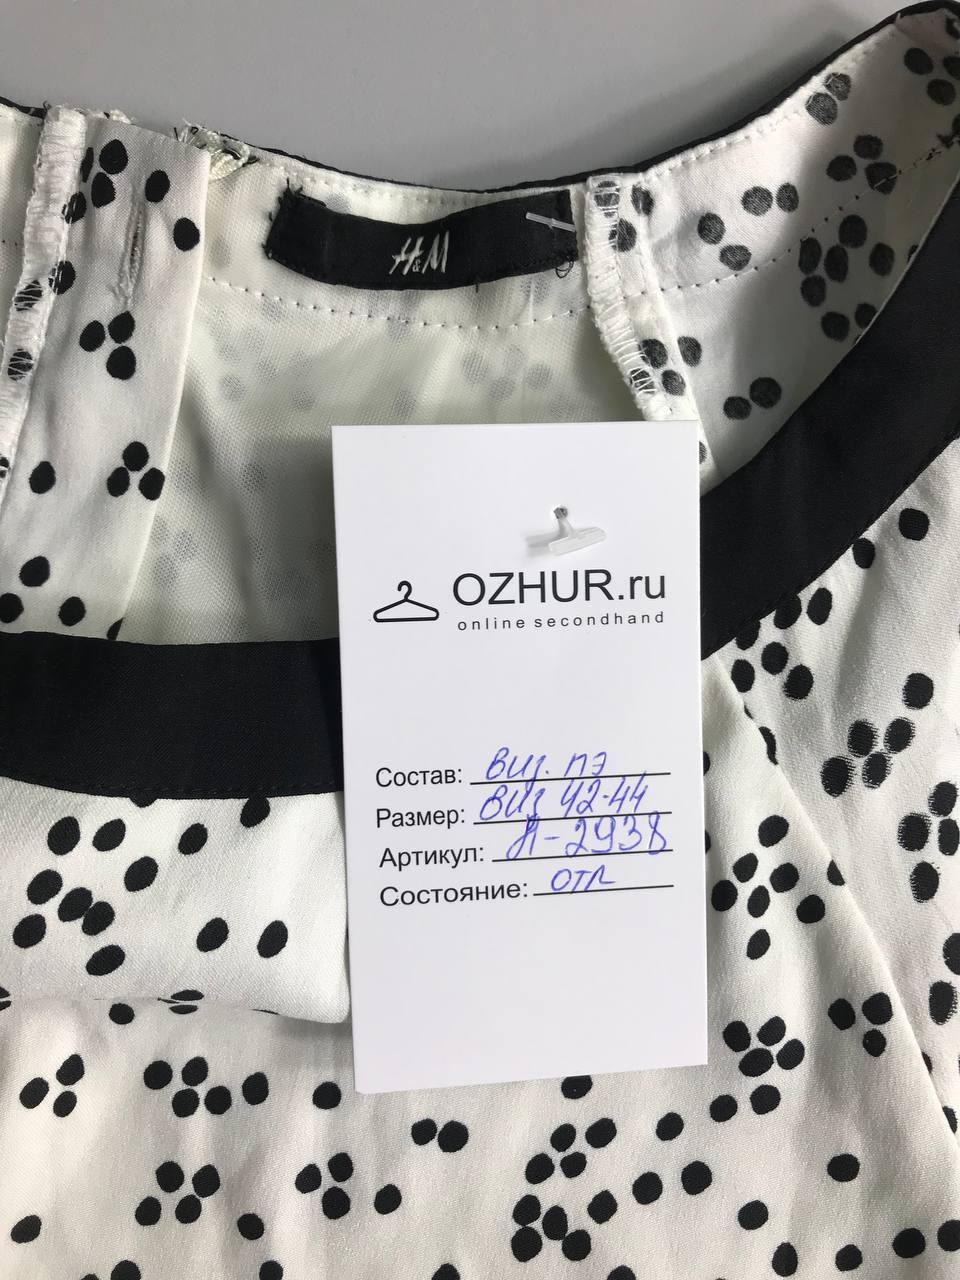 H&M
OZHUR.ru
online secondhand
Состав: виз. пэ
Размер: виз 42-44
Артикул: Л-2938
Состояние: отл